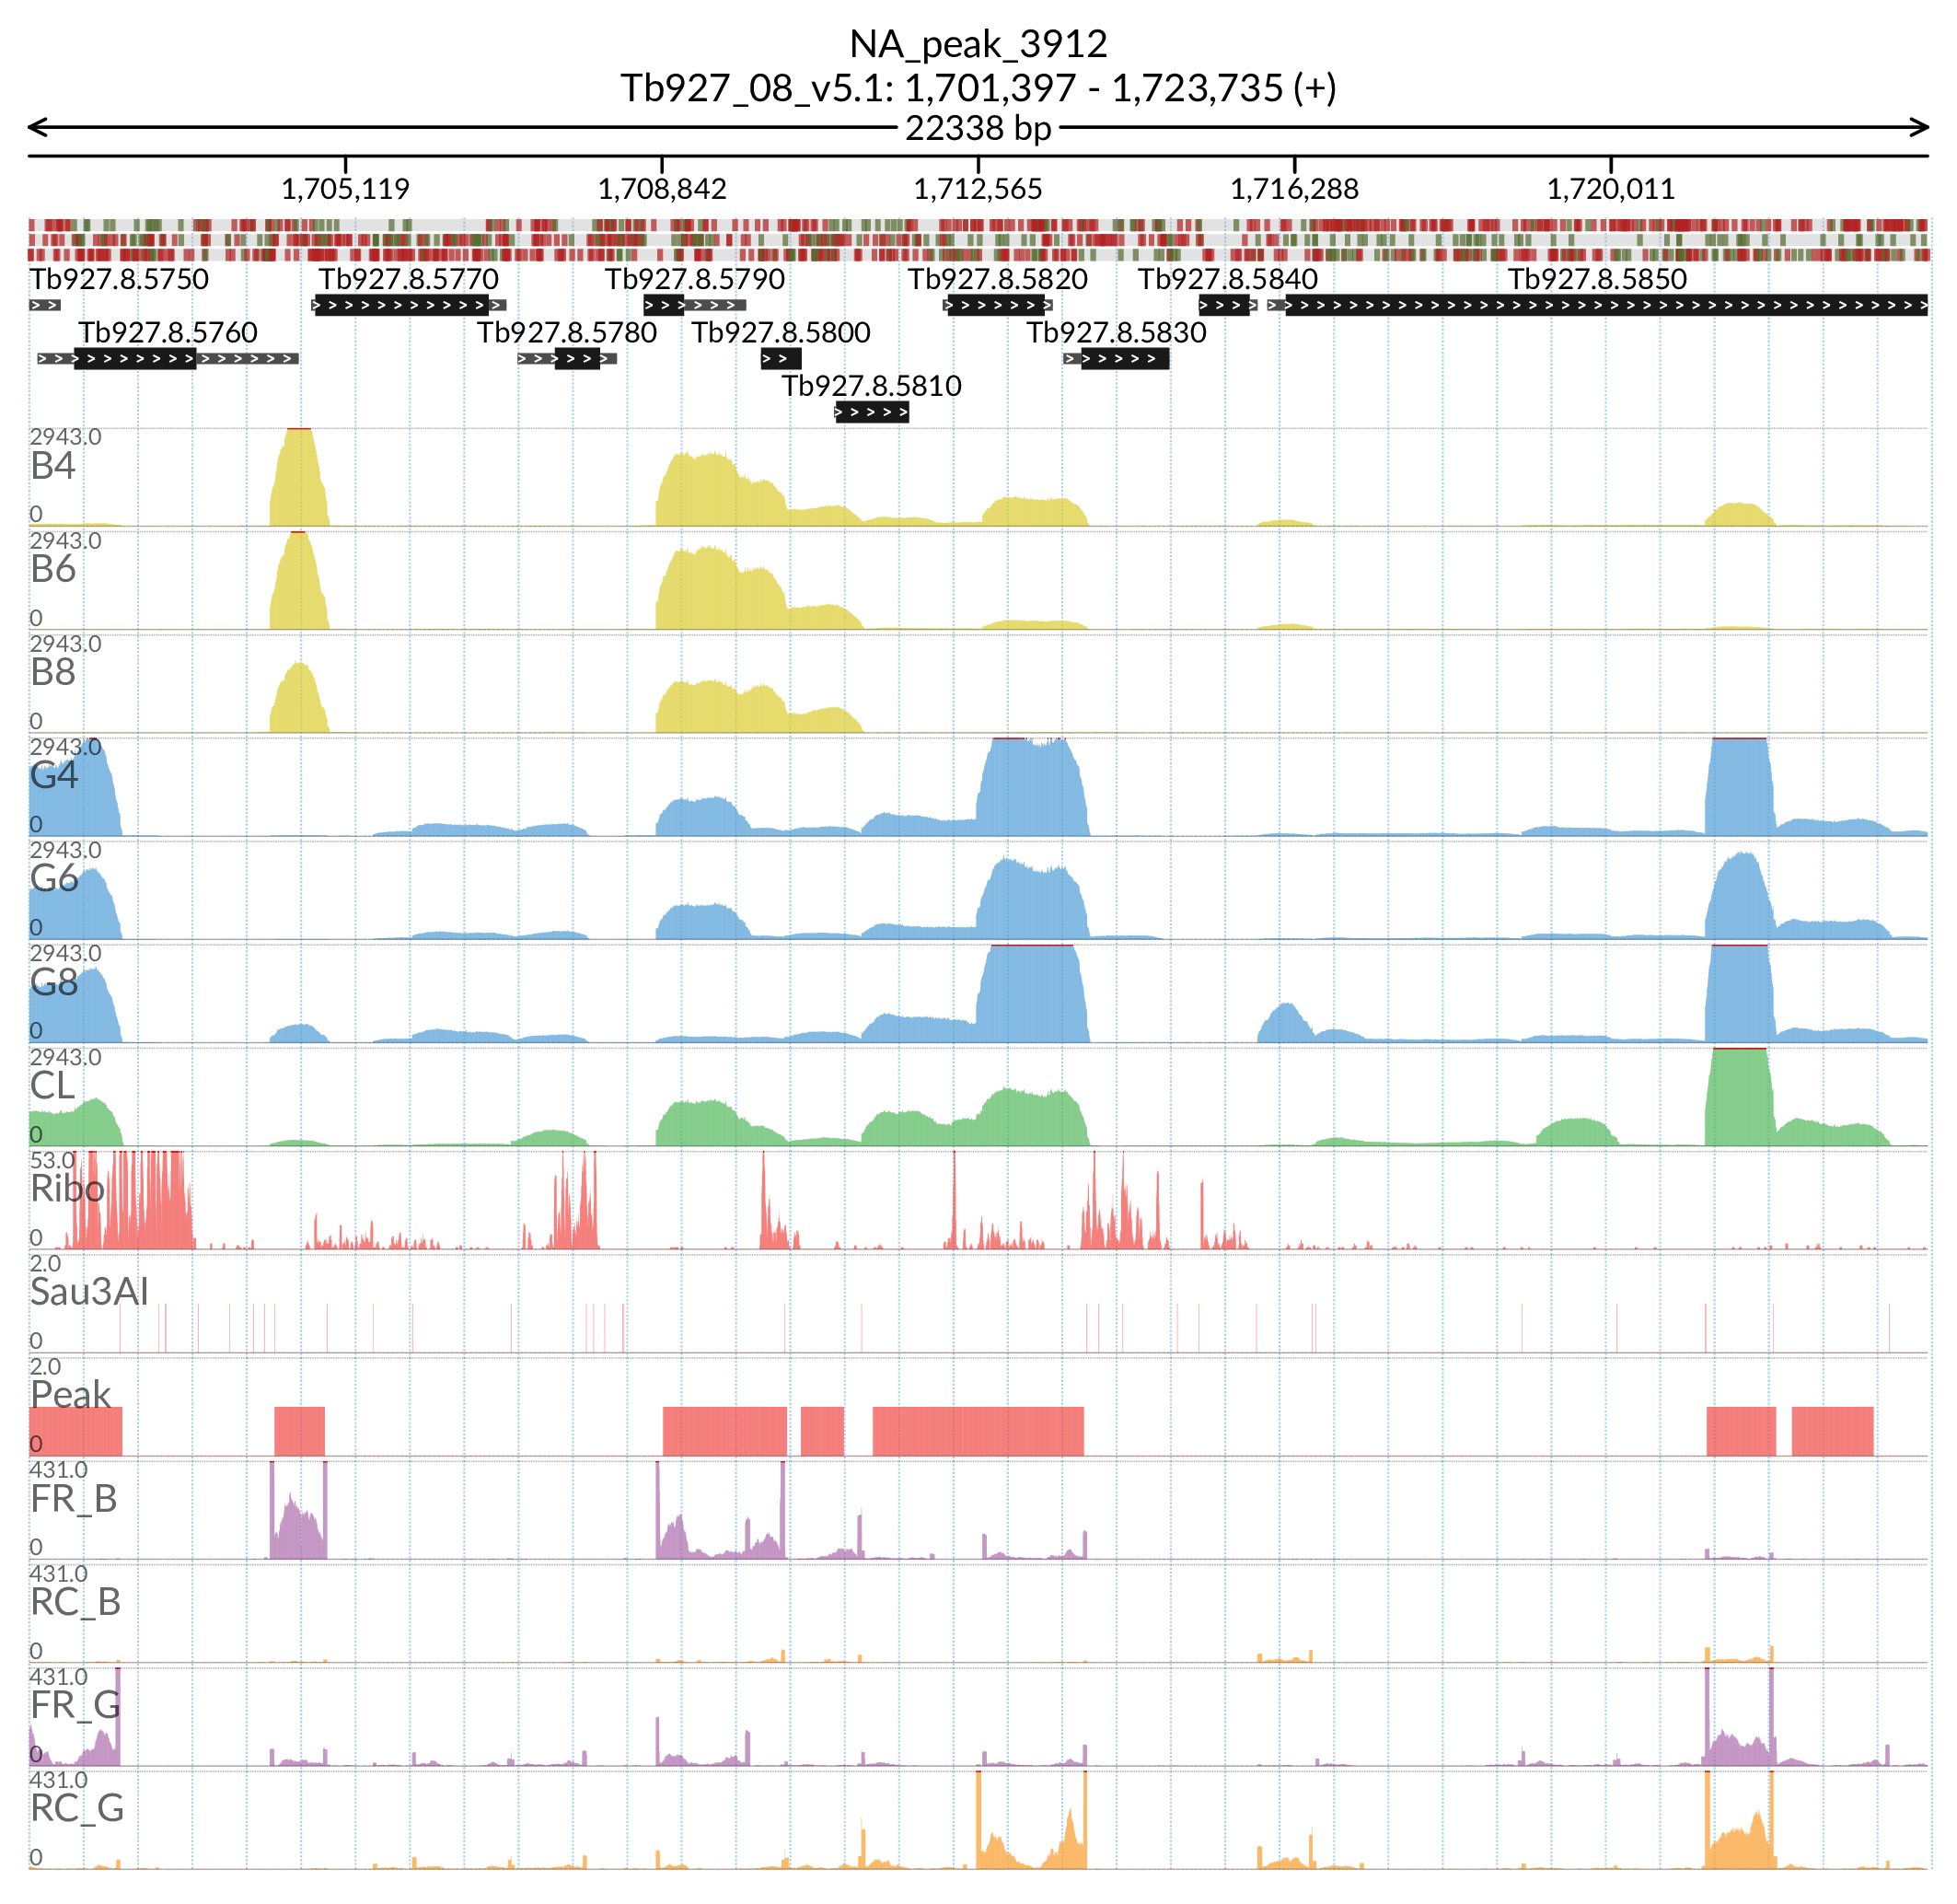 NA_peak_3912
Tb927_08_v5.1: 1,701,397 - 1,723,735 (+)
22338 bp
1,705,119 1,708,842 1,712,565 1,716,288 1,720,011
Tb927.8.5750 Tb927.8.5770 Tb927.8.5790 Tb927.8.5820 Tb927.8.5840 Tb927.8.5850
Tb927.8.5760 Tb927.8.5780 Tb927.8.5800 Tb927.8.5830
Tb927.8.5810
2943.0
B4
0
2943.0
B6
0
2943.0
B8
0
2943.0
G4
0
2943.0
G6
0
2943.0
G8
0
2943.0
CL
0
53.0
Ribo
0
2.0
Sau3AI
0
2.0
Peak
0
431.0
FR_B
0
431.0
RC_B
0
431.0
FR_G
0
431.0
RC_G
0